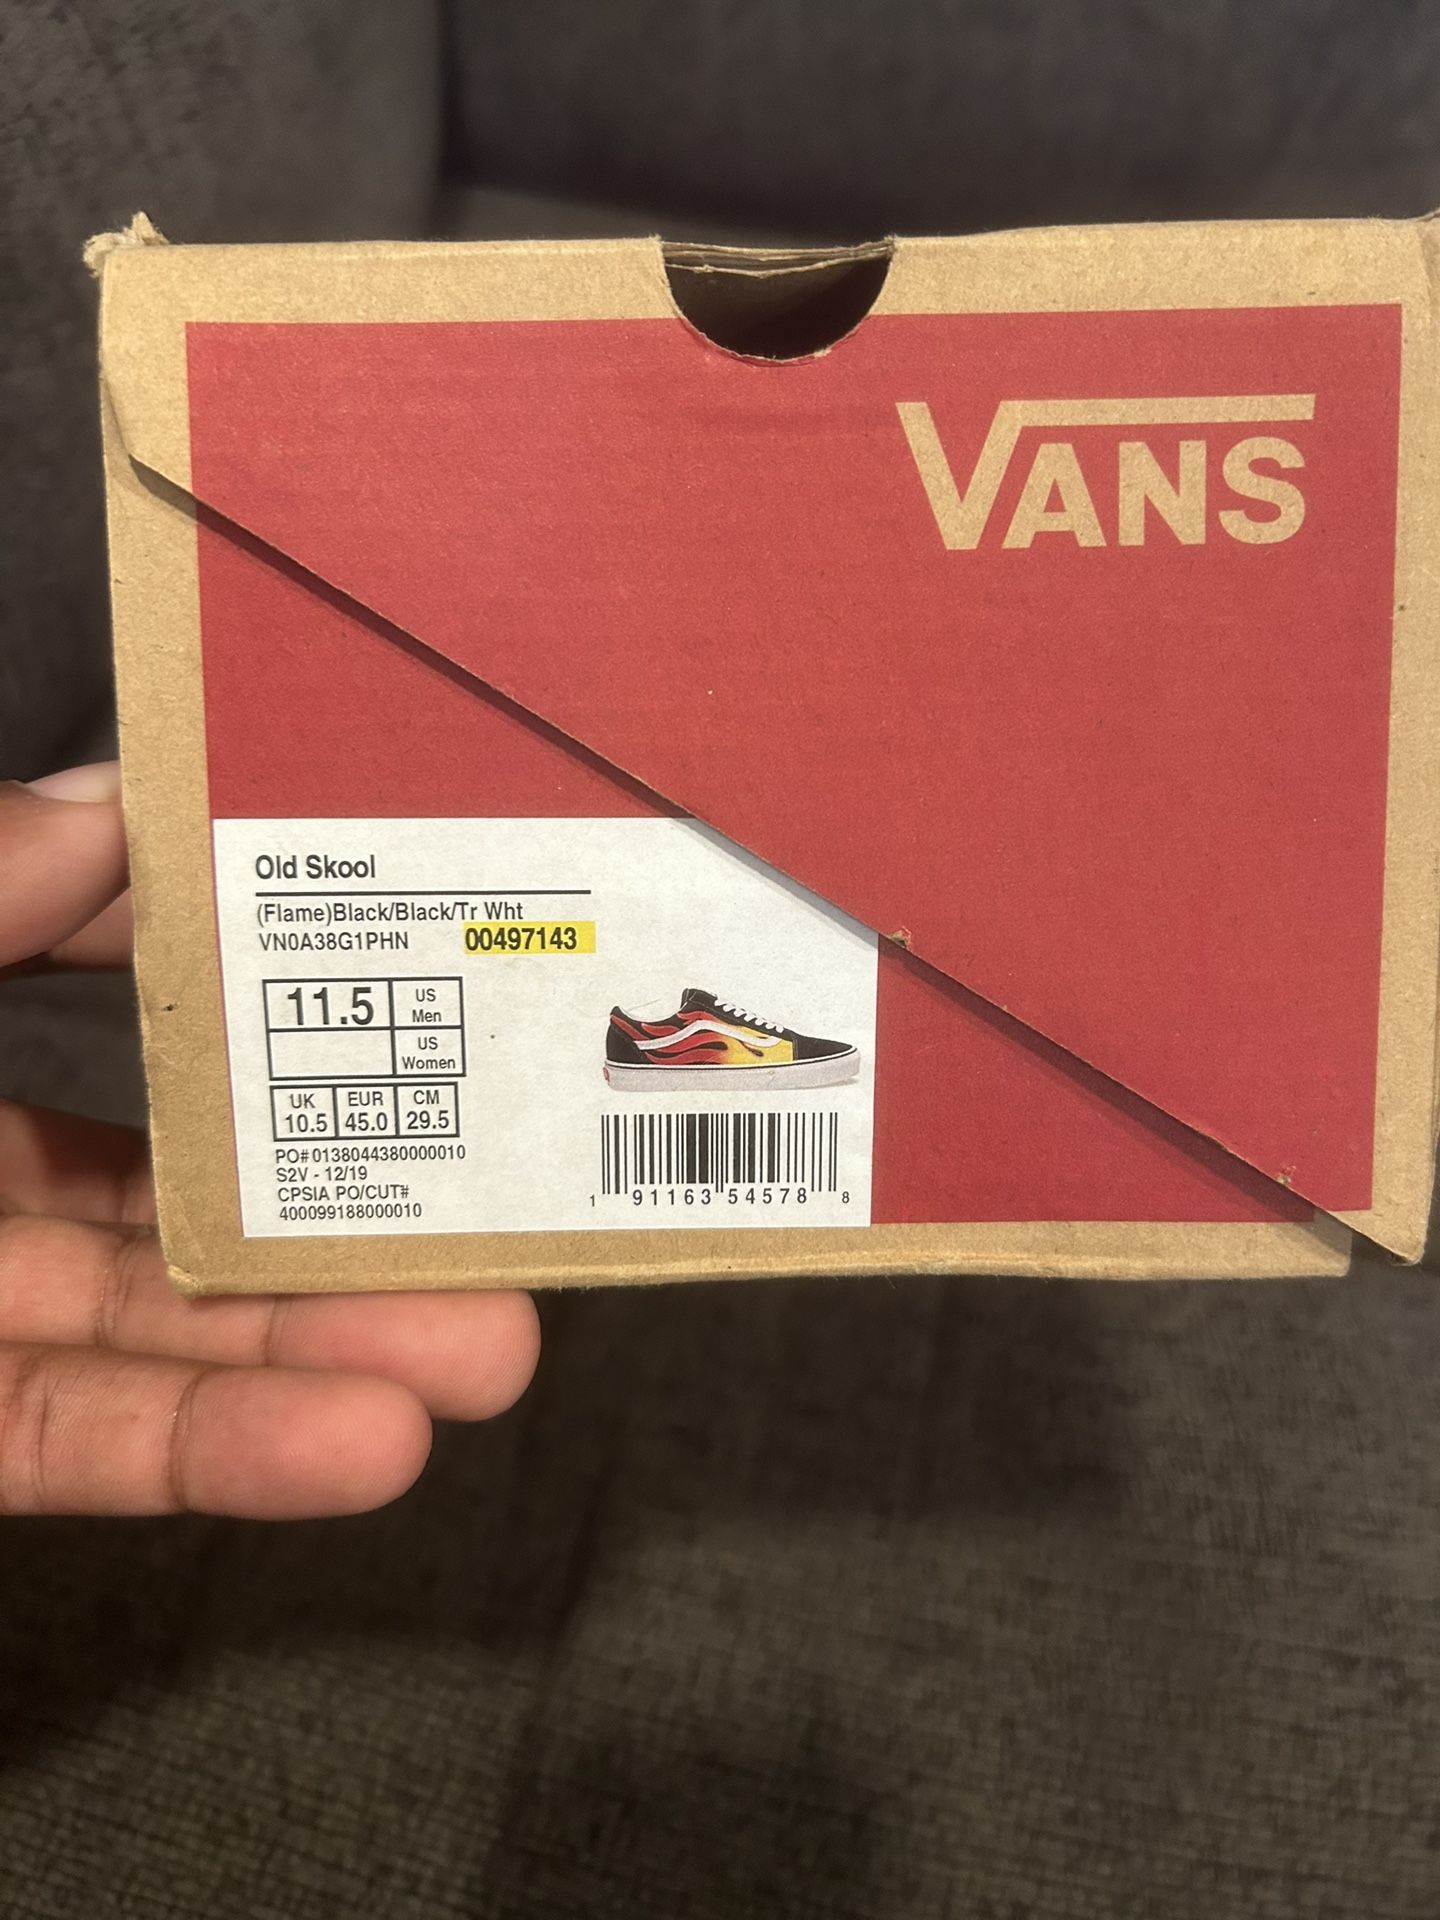 VANS
Old Skool
(Flame)Black/Black/Tr Wht
VN0A38G1PHN 00497143
11.5 US Men
US Women
UK EUR CM
10.5 45.0 29.5
PO#0138044380000010
S2V - 12/19
CPSIA PO/CUT#
400099188000010
1 91163 54578 8